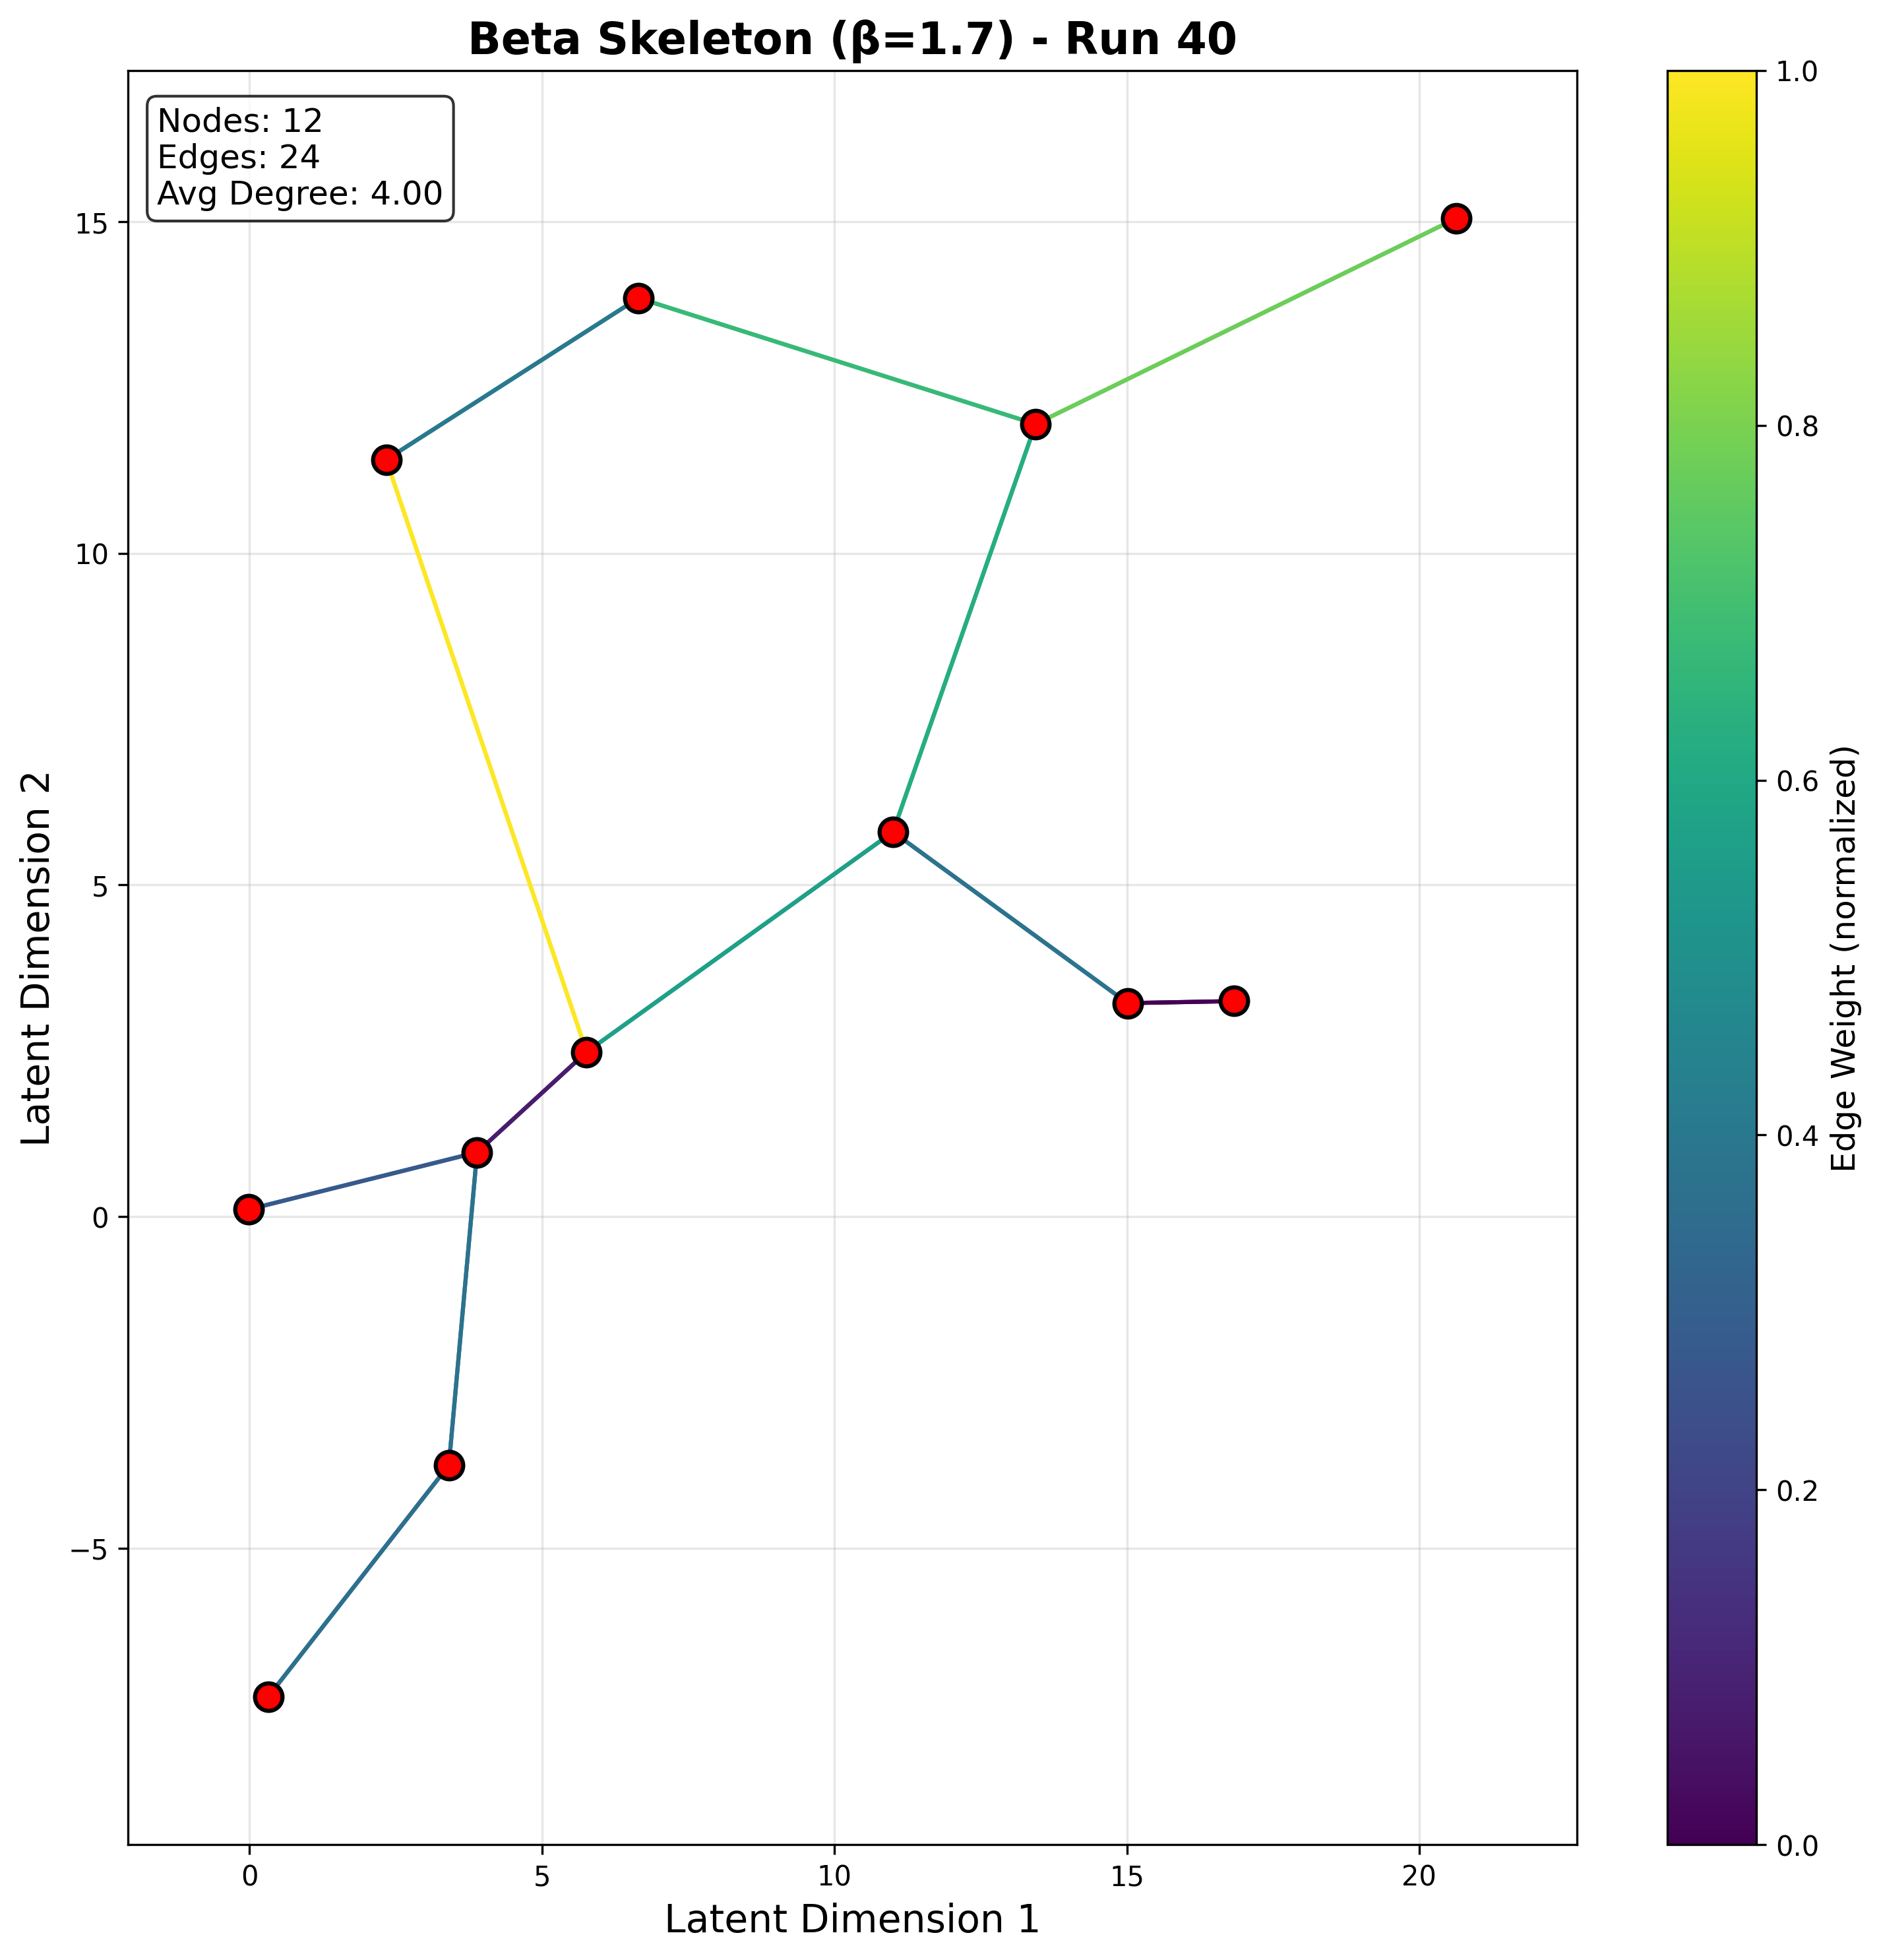 Beta Skeleton (β=1.7) - Run 40
Nodes: 12
Edges: 24
Avg Degree: 4.00
15
10
5
0
−5
0
5
10
15
20
Latent Dimension 1
Latent Dimension 2
1.0
0.8
0.6
0.4
0.2
0.0
Edge Weight (normalized)